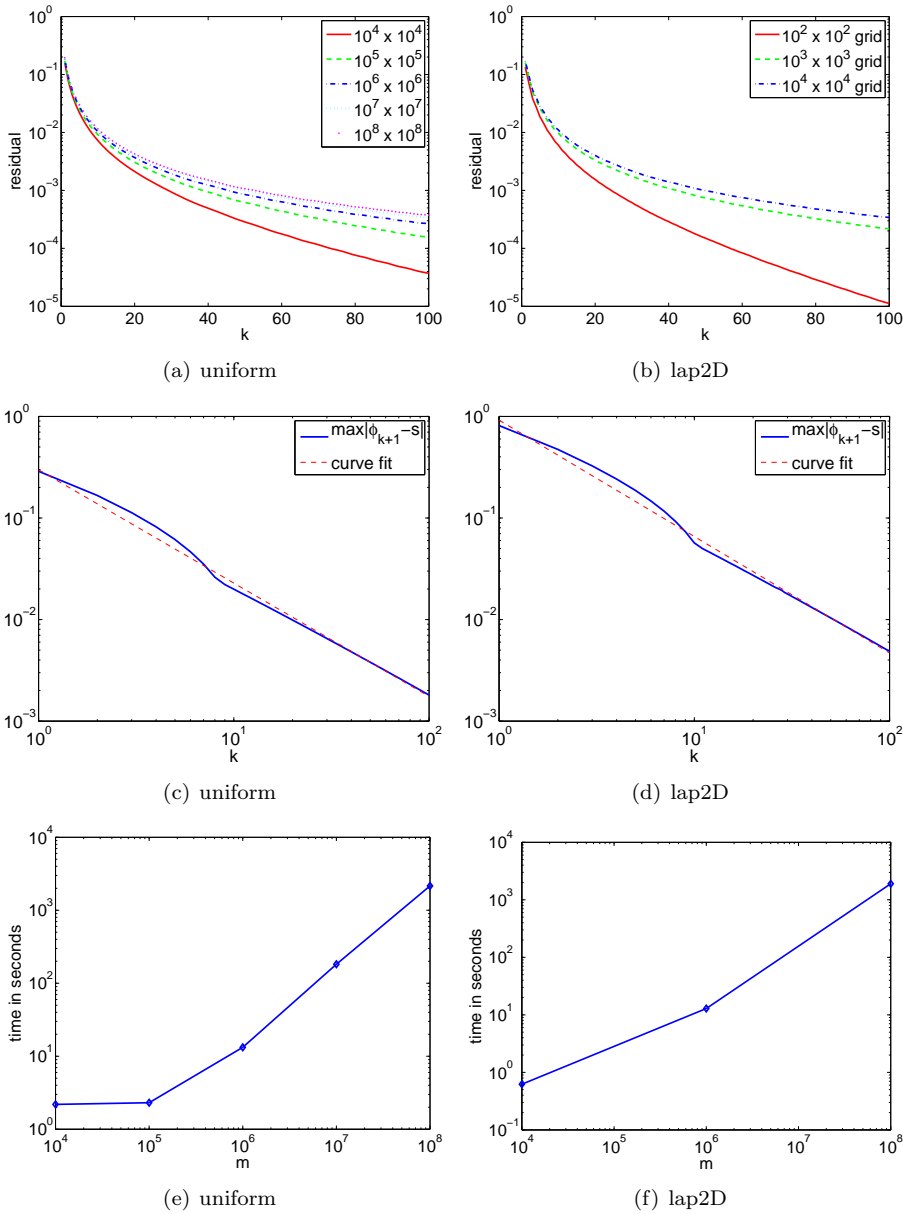 10^0
10^-1
10^-2
10^-3
10^-4
10^-5
residual
0 20 40 60 80 100
k
10^4 x 10^4
10^5 x 10^5
10^6 x 10^6
10^7 x 10^7
10^8 x 10^8
(a) uniform
10^0
10^-1
10^-2
10^-3
10^-4
10^-5
residual
0 20 40 60 80 100
k
10^2 x 10^2 grid
10^3 x 10^3 grid
10^4 x 10^4 grid
(b) lap2D
10^0
10^-1
10^-2
10^-3
10^0 10^1 10^2
k
max|ϕ_{k+1}−s|
curve fit
(c) uniform
10^0
10^-1
10^-2
10^-3
10^0 10^1 10^2
k
max|ϕ_{k+1}−s|
curve fit
(d) lap2D
10^4
10^3
10^2
10^1
10^0
time in seconds
10^4 10^5 10^6 10^7 10^8
m
(e) uniform
10^4
10^3
10^2
10^1
10^0
10^-1
time in seconds
10^4 10^5 10^6 10^7 10^8
m
(f) lap2D